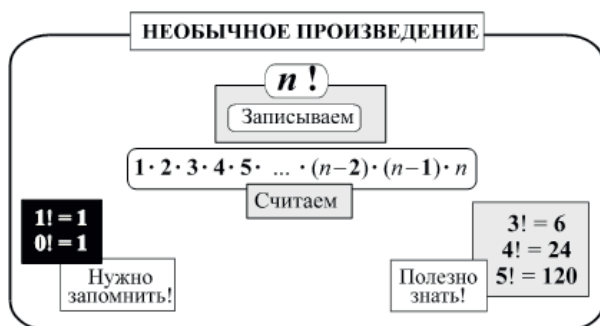 НЕОБЫЧНОЕ ПРОИЗВЕДЕНИЕ
n!
Записываем
1 · 2 · 3 · 4 · 5 · ... · (n−2) · (n−1) · n
Считаем
1! = 1
0! = 1
Нужно
запомнить!
3! = 6
4! = 24
5! = 120
Полезно
знать!